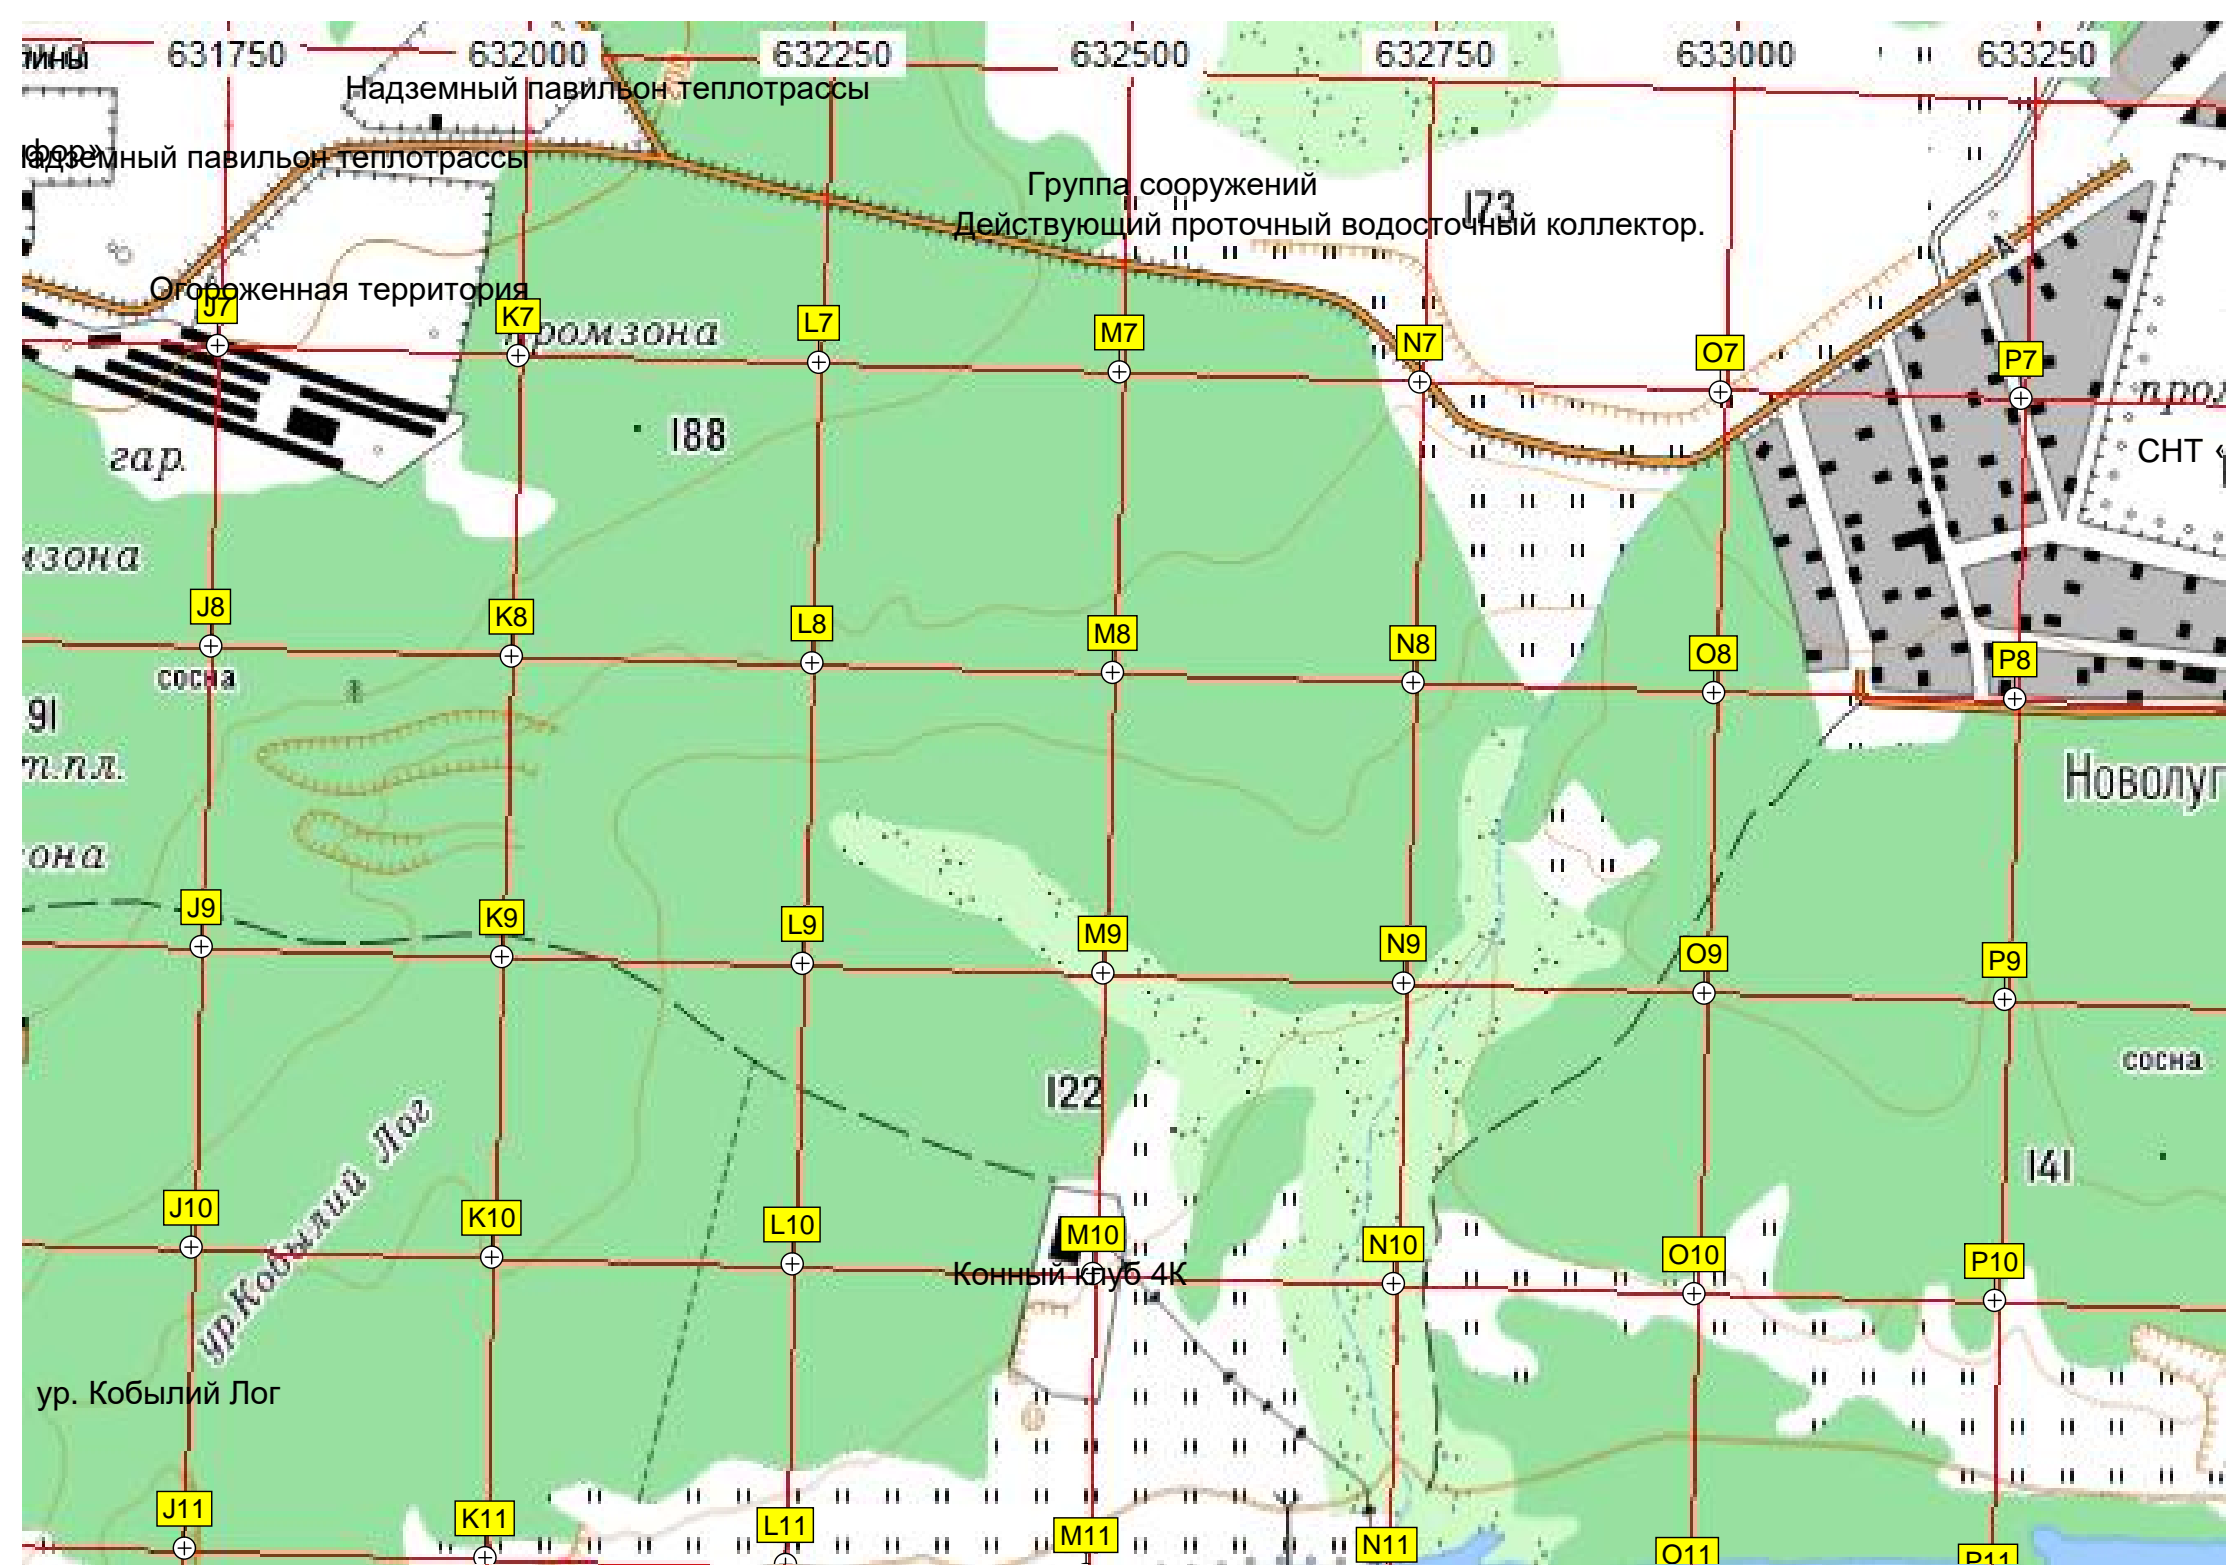 631750 632000 632250 632500 632750 633000 633250
Надземный павильон теплотрассы
адземный павильон теплотрассы
Группа сооружений
173
Действующий проточный водосточный коллектор.
Огороженная территория
J7 K7 L7 M7 N7 O7 P7
промзона
188
гар.
СНТ «
J8 K8 L8 M8 N8 O8 P8
сосна
т.пл.
Новолуг
J9 K9 L9 M9 N9 O9 P9
сосна
122
141
J10 K10 L10 M10 N10 O10 P10
ур.Кобылий Лог
Конный клуб 4К
ур. Кобылий Лог
J11 K11 L11 M11 N11 O11 P11